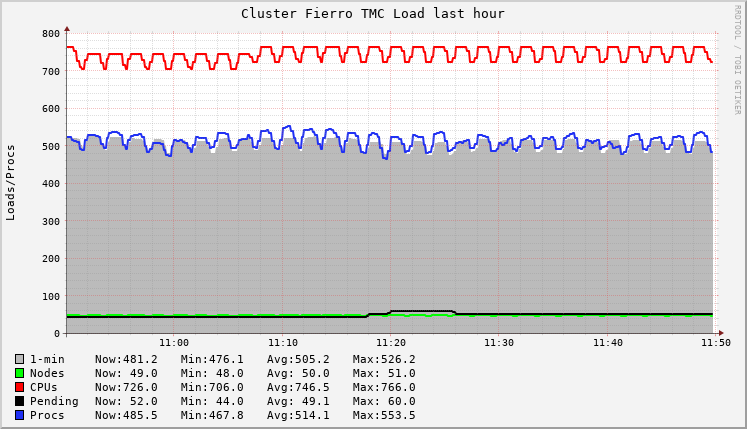 Cluster Fierro TMC Load last hour
RRDTOOL / TOBI OETIKER
Loads/Procs
800
700
600
500
400
300
200
100
0
11:00 11:10 11:20 11:30 11:40 11:50
1-min Now:481.2 Min:476.1 Avg:505.2 Max:526.2
Nodes Now: 49.0 Min: 48.0 Avg: 50.0 Max: 51.0
CPUs Now:726.0 Min:706.0 Avg:746.5 Max:766.0
Pending Now: 52.0 Min: 44.0 Avg: 49.1 Max: 60.0
Procs Now:485.5 Min:467.8 Avg:514.1 Max:553.5